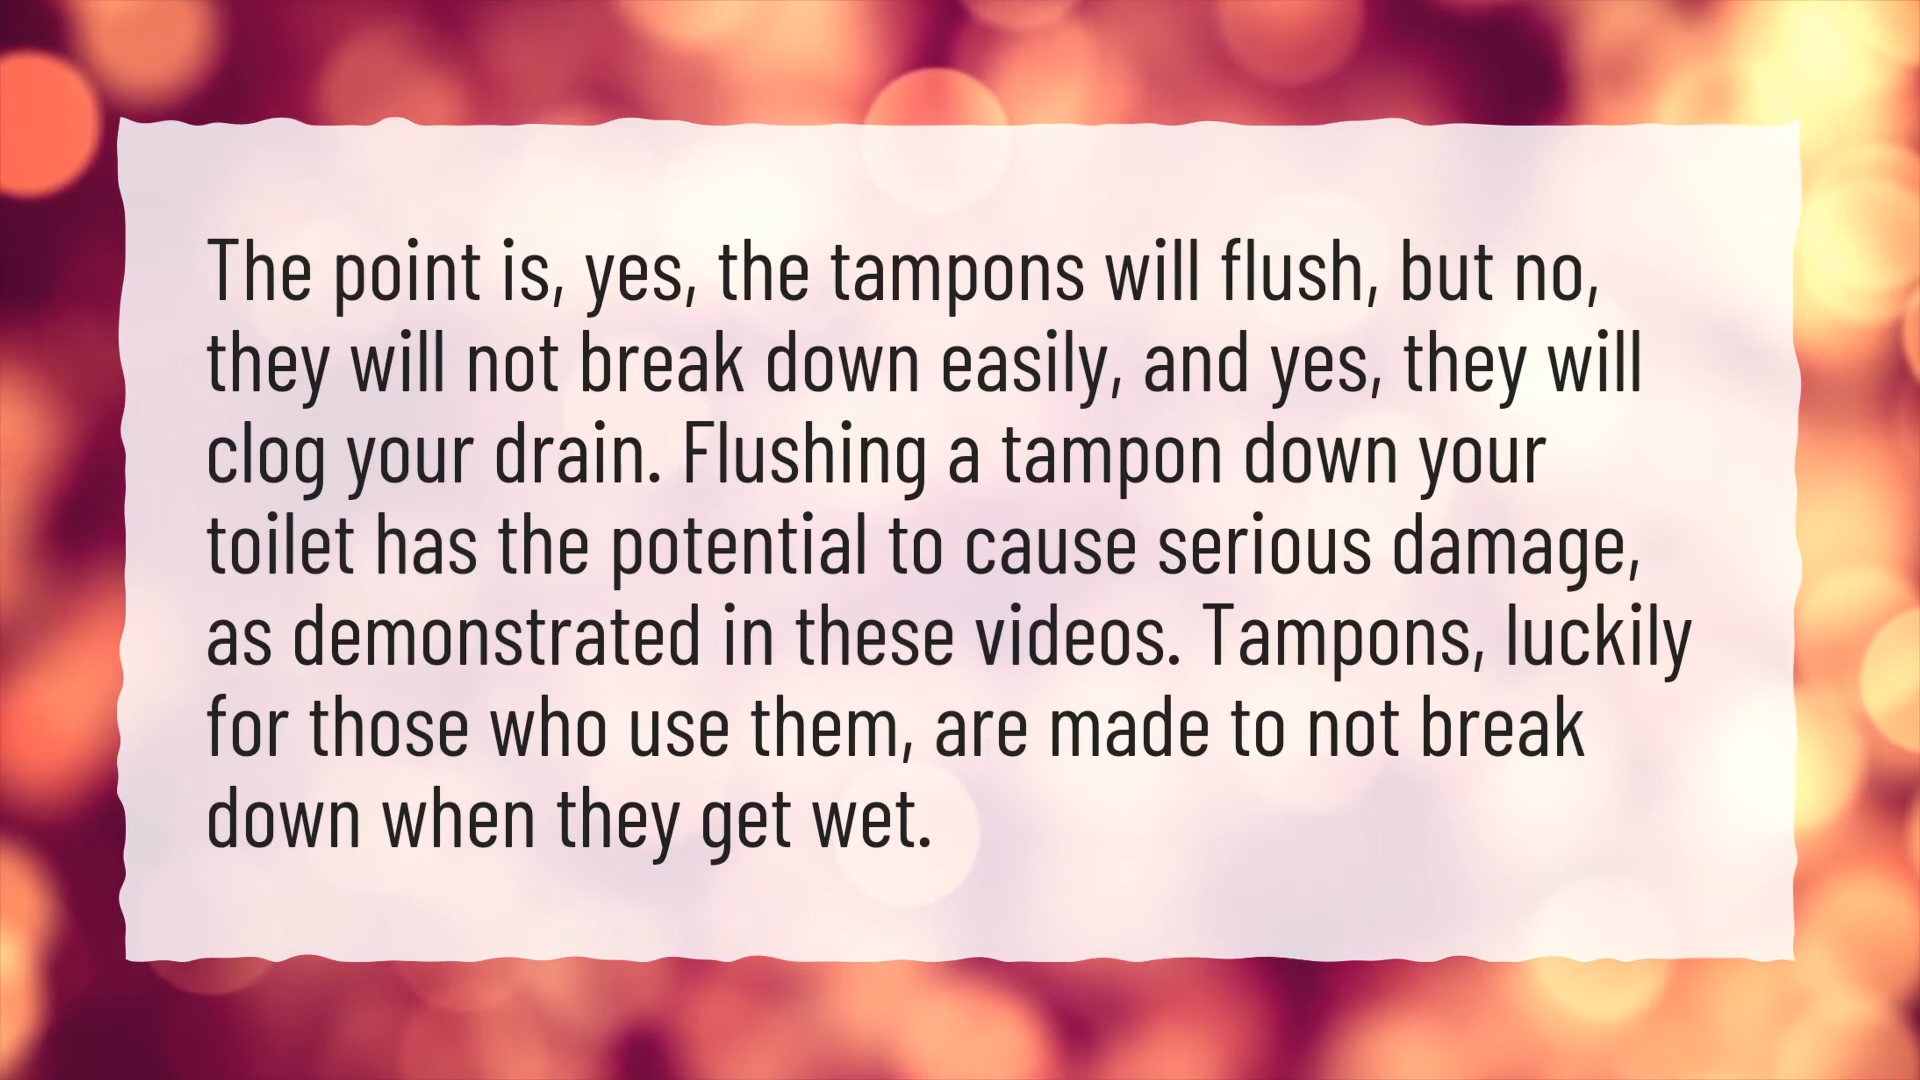 The point is, yes, the tampons will flush, but no,
they will not break down easily, and yes, they will
clog your drain. Flushing a tampon down your
toilet has the potential to cause serious damage,
as demonstrated in these videos. Tampons, luckily
for those who use them, are made to not break
down when they get wet.